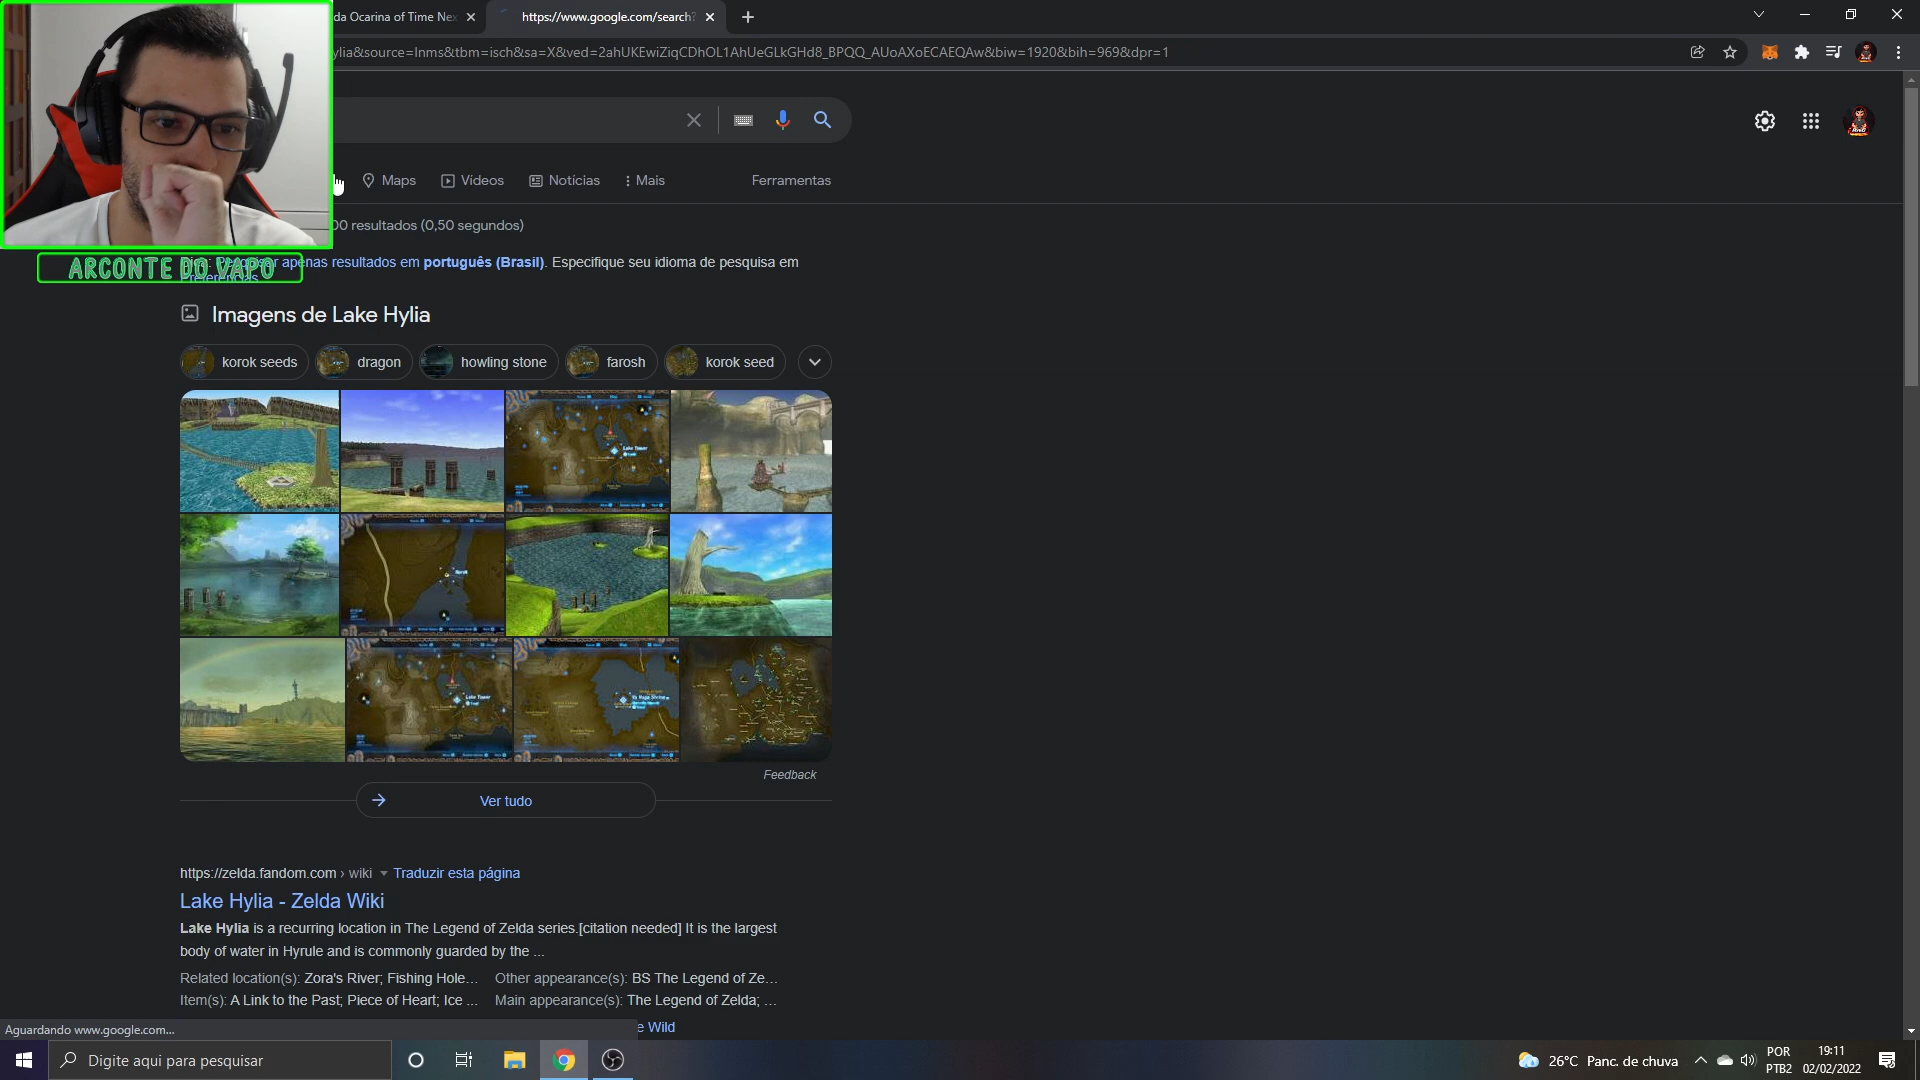 da Ocarina of Time Nex
https://www.google.com/search?
ylia&source=lnms&tbm=isch&sa=X&ved=2ahUKEwiZiqCDhOL1AhUeGLkGHd8_BPQQ_AUoAXoECAEQAw&biw=1920&bih=969&dpr=1
Maps
Vídeos
Notícias
Mais
Ferramentas
00 resultados (0,50 segundos)
Dica: Pesquisar apenas resultados em português (Brasil). Especifique seu idioma de pesquisa em
Preferências
ARCONTE DO VAPO
Imagens de Lake Hylia
korok seeds
dragon
howling stone
farosh
korok seed
Feedback
Ver tudo
https://zelda.fandom.com › wiki
Traduzir esta página
Lake Hylia - Zelda Wiki
Lake Hylia is a recurring location in The Legend of Zelda series.[citation needed] It is the largest
body of water in Hyrule and is commonly guarded by the ...
Related location(s): Zora's River; Fishing Hole... Other appearance(s): BS The Legend of Ze...
Item(s): A Link to the Past; Piece of Heart; Ice ... Main appearance(s): The Legend of Zelda; ...
e Wild
Aguardando www.google.com...
Digite aqui para pesquisar
26°C Panc. de chuva
POR
PTB2
19:11
02/02/2022